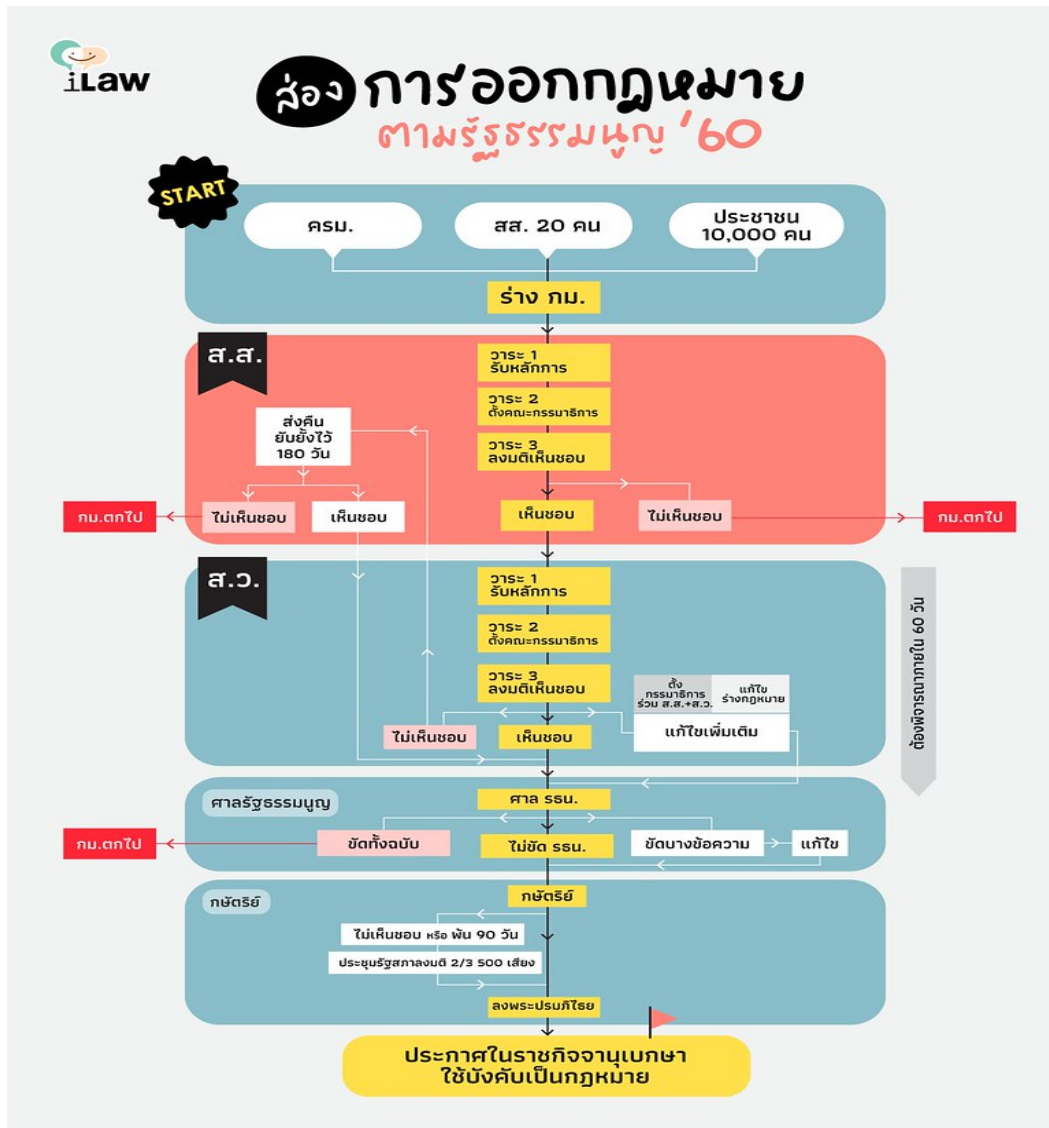 iLaw
ส่อง การออกกฎหมาย
ตามรัฐธรรมนูญ '60
START
ครม.
สส. 20 คน
ประชาชน
10,000 คน
ร่าง กม.
ส.ส.
วาระ 1
รับหลักการ
วาระ 2
ตั้งคณะกรรมาธิการ
วาระ 3
ลงมติเห็นชอบ
ส่งคืน
ยับยั้งไว้
180 วัน
กม.ตกไป
ไม่เห็นชอบ
เห็นชอบ
เห็นชอบ
ไม่เห็นชอบ
กม.ตกไป
ส.ว.
วาระ 1
รับหลักการ
วาระ 2
ตั้งคณะกรรมาธิการ
วาระ 3
ลงมติเห็นชอบ
ตั้ง
กรรมาธิการ
ร่วม ส.ส.+ส.ว.
แก้ไข
ร่างกฎหมาย
ไม่เห็นชอบ
เห็นชอบ
แก้ไขเพิ่มเติม
ต้องพิจารณาภายใน 60 วัน
ศาลรัฐธรรมนูญ
ศาล รธน.
กม.ตกไป
ขัดทั้งฉบับ
ไม่ขัด รธน.
ขัดบางข้อความ
แก้ไข
กษัตริย์
กษัตริย์
ไม่เห็นชอบ หรือ พ้น 90 วัน
ประชุมรัฐสภาลงมติ 2/3 500 เสียง
ลงพระปรมภิไธย
ประกาศในราชกิจจานุเบกษา
ใช้บังคับเป็นกฎหมาย